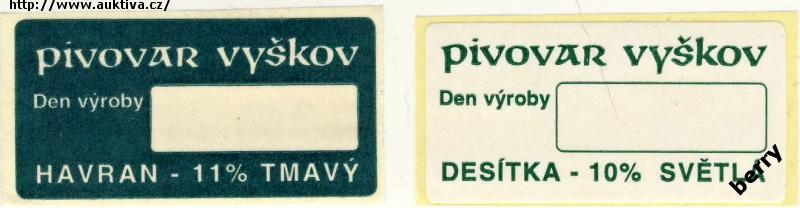 http://www.auktiva.cz/
pivovar vyškov
Den výroby
HAVRAN - 11% TMAVÝ
pivovar vyškov
Den výroby
DESÍTKA - 10% SVĚTLÁ
berry